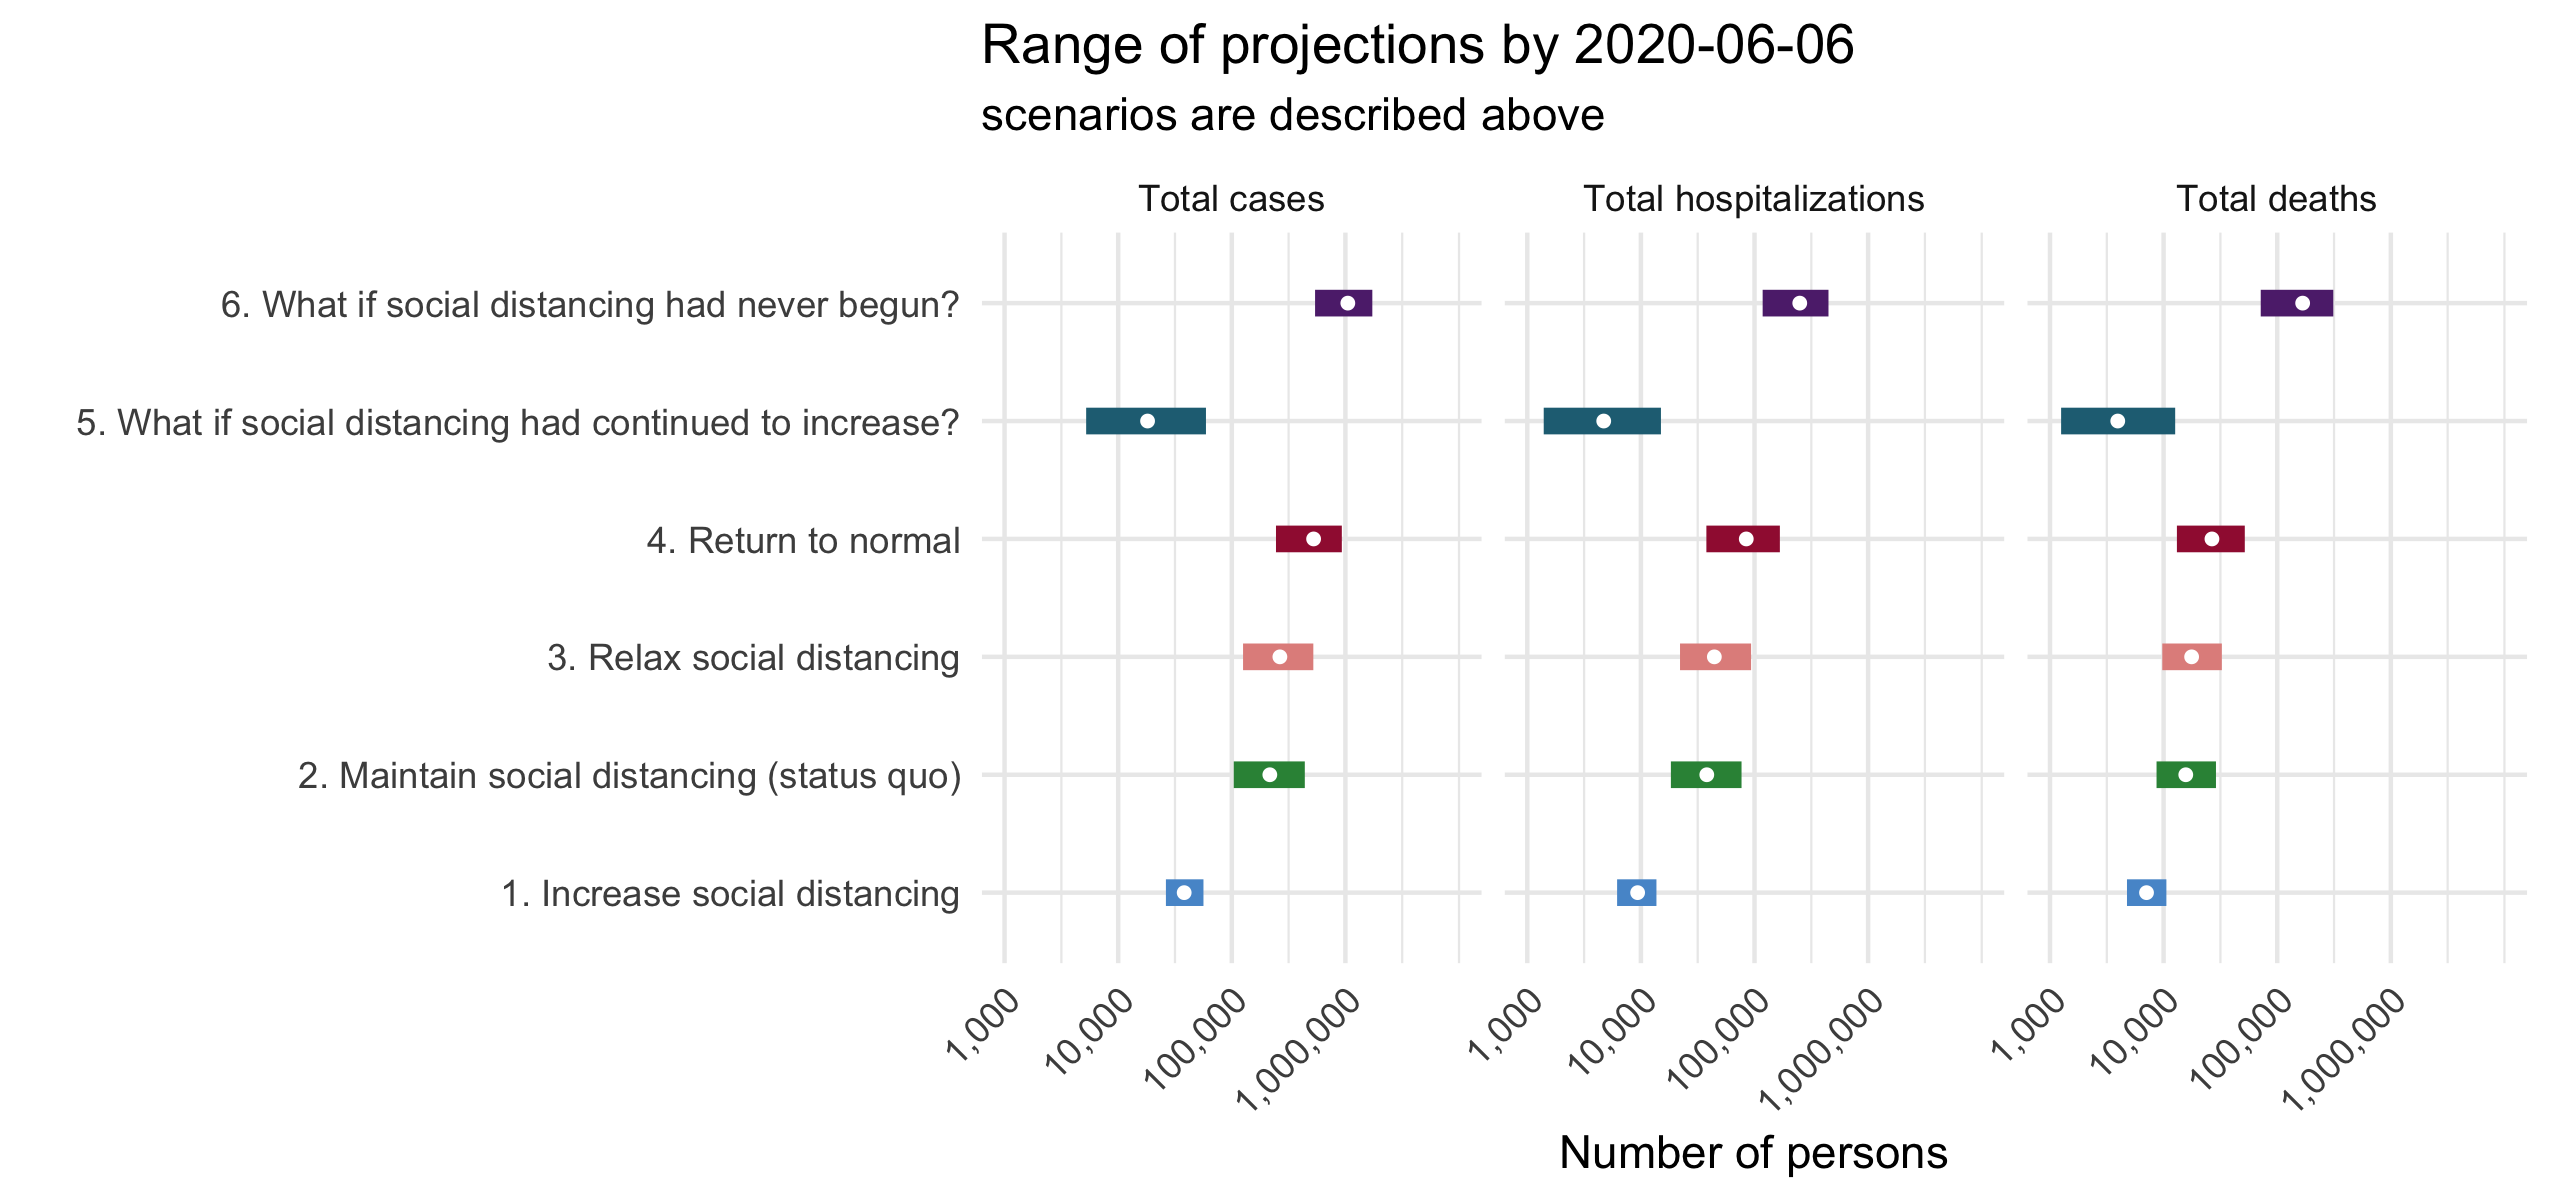 Range of projections by 2020-06-06
scenarios are described above
Total cases
Total hospitalizations
Total deaths
6. What if social distancing had never begun?
5. What if social distancing had continued to increase?
4. Return to normal
3. Relax social distancing
2. Maintain social distancing (status quo)
1. Increase social distancing
1,000
10,000
100,000
1,000,000
1,000
10,000
100,000
1,000,000
1,000
10,000
100,000
1,000,000
Number of persons